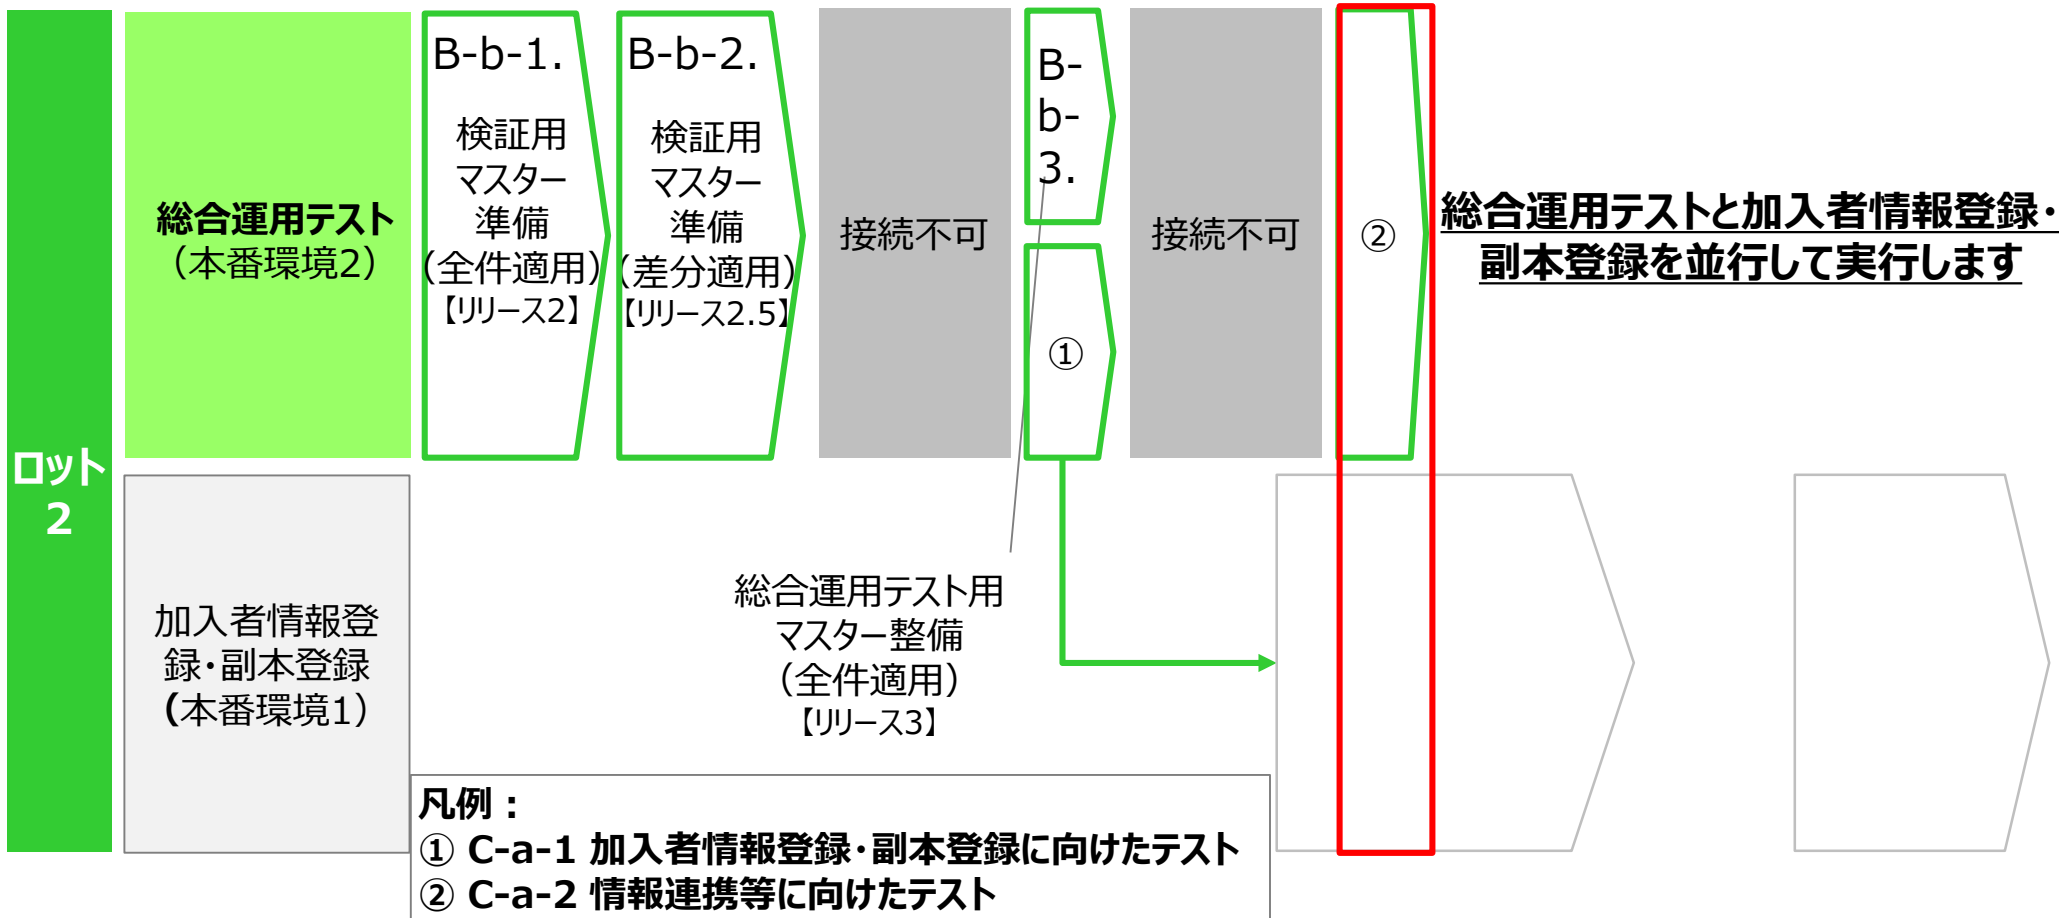 ロット
2
総合運用テスト
（本番環境2）
B-b-1.
検証用
マスター
準備
（全件適用）
【リリース2】
B-b-2.
検証用
マスター
準備
（差分適用）
【リリース2.5】
接続不可
B-
b-
3.
①
接続不可
②
総合運用テストと加入者情報登録・
副本登録を並行して実行します
加入者情報登
録・副本登録
(本番環境1）
総合運用テスト用
マスター整備
（全件適用）
【リリース3】
凡例：
① C-a-1 加入者情報登録・副本登録に向けたテスト
② C-a-2 情報連携等に向けたテスト